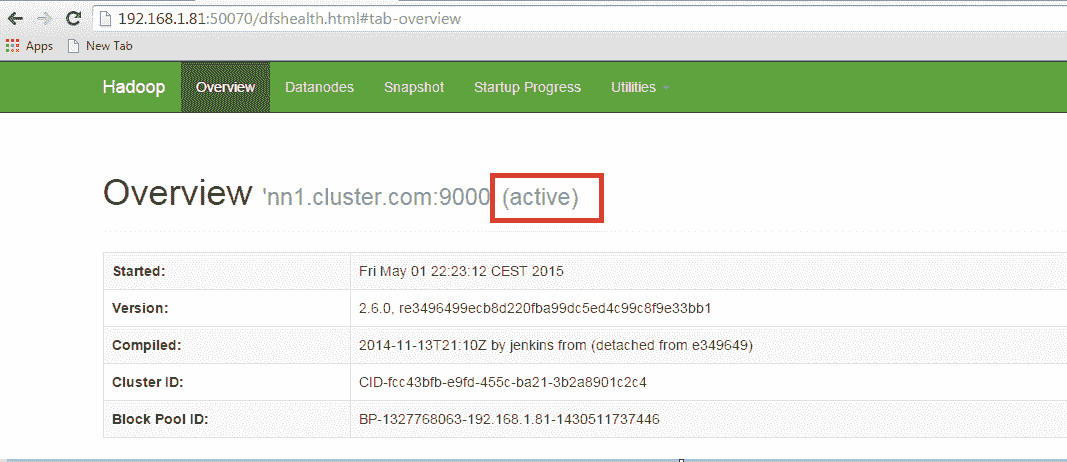 192.168.1.81:50070/dfshealth.html#tab-overview
Apps New Tab
Hadoop Overview Datanodes Snapshot Startup Progress Utilities
Overview 'nn1.cluster.com:9000 (active)
Started: Fri May 01 22:23:12 CEST 2015
Version: 2.6.0, re3496499ecb8d220fba99dc5ed4c99c8f9e33bb1
Compiled: 2014-11-13T21:10Z by jenkins from (detached from e349649)
Cluster ID: CID-fcc43bfb-e9fd-455c-ba21-3b2a8901c2c4
Block Pool ID: BP-1327768063-192.168.1.81-1430511737446